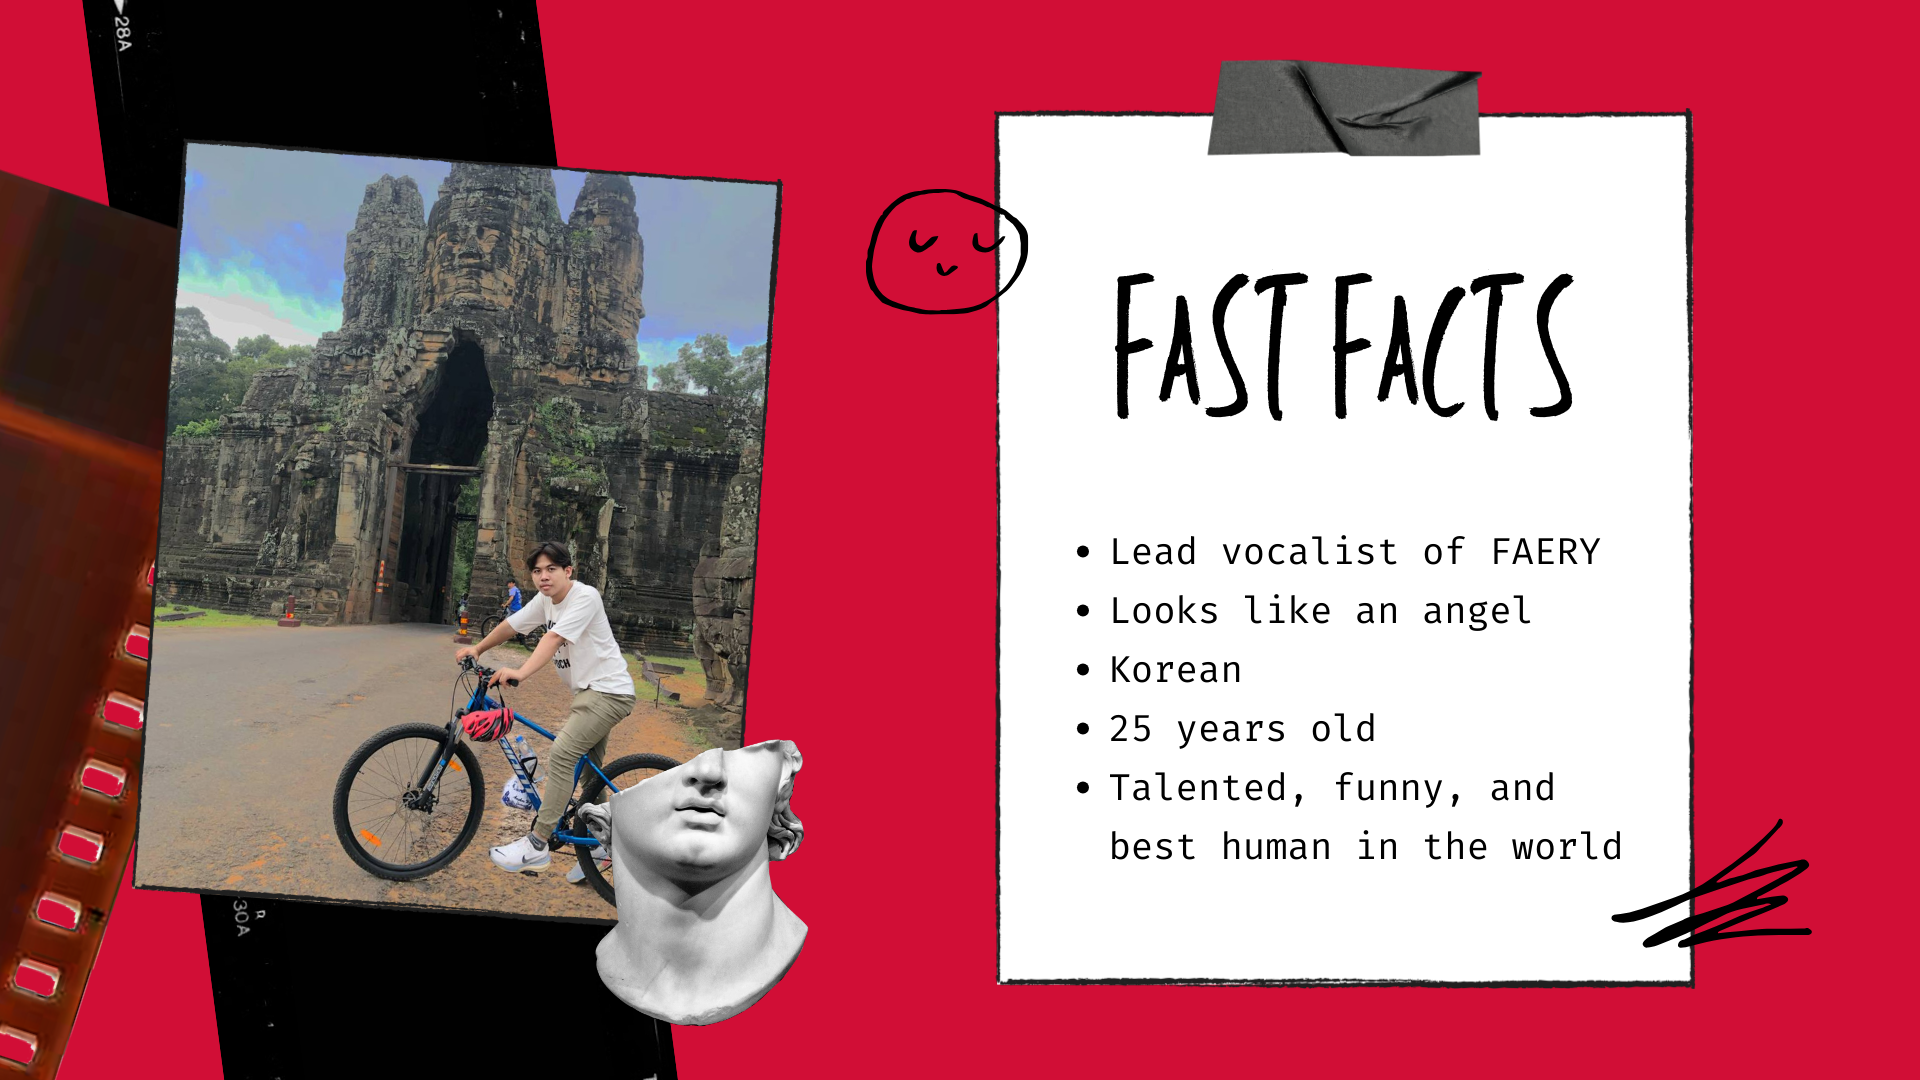 28A
FAST FACTS
• Lead vocalist of FAERY
• Looks like an angel
• Korean
• 25 years old
• Talented, funny, and
best human in the world
GIANT
30A